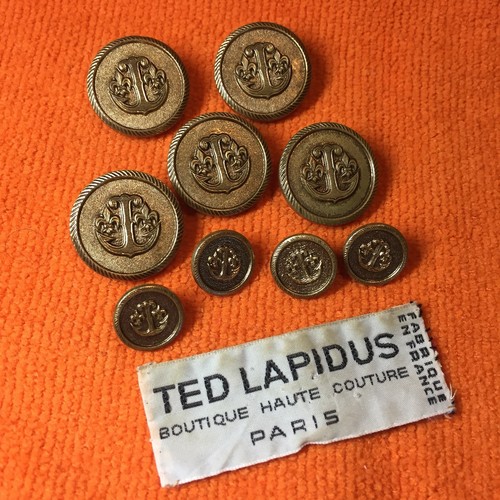 TED LAPIDUS
BOUTIQUE HAUTE COUTURE
PARIS
FABRIQUE
EN FRANCE